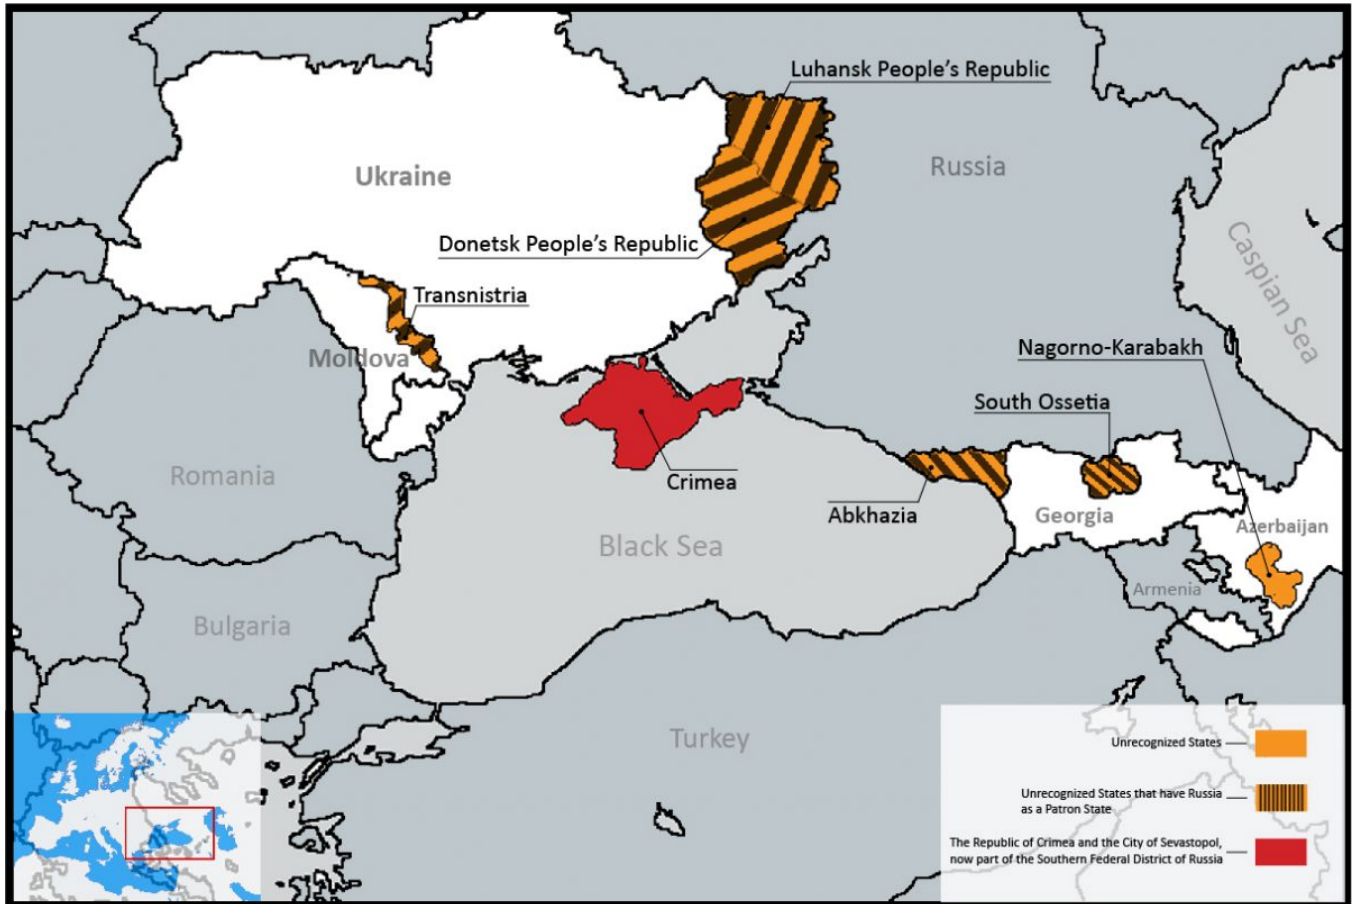 Luhansk People's Republic
Ukraine
Russia
Donetsk People's Republic
Caspian Sea
Transnistria
Moldova
Nagorno-Karabakh
South Ossetia
Romania
Crimea
Abkhazia
Georgia
Azerbaijan
Black Sea
Armenia
Bulgaria
Turkey
Unrecognized States
Unrecognized States that have Russia
as a Patron State
The Republic of Crimea and the City of Sevastopol,
now part of the Southern Federal District of Russia